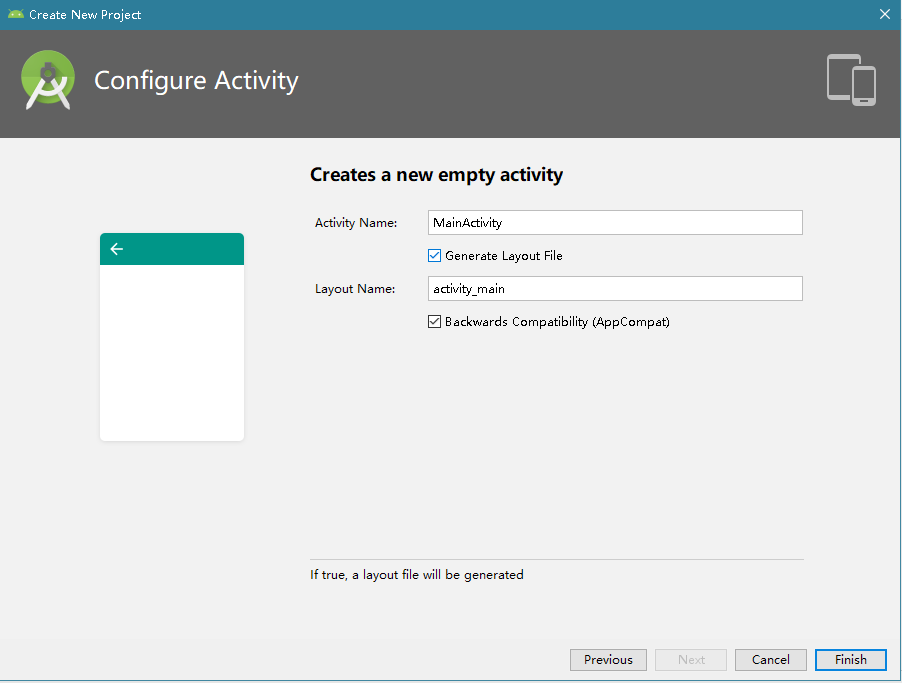 Create New Project
Configure Activity
Creates a new empty activity
Activity Name: MainActivity
Generate Layout File
Layout Name: activity_main
Backwards Compatibility (AppCompat)
If true, a layout file will be generated
Previous Next Cancel Finish